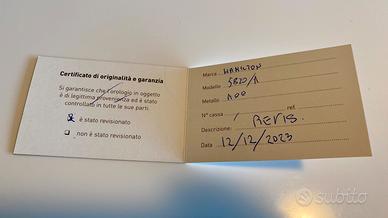 Certificato di originalità e garanzia
Si garantisce che l'orologio in oggetto
è di legittima provenienza ed è stato
controllato in tutte le sue parti.
è stato revisionato
non è stato revisionato
Marca HAMILTON
Modello
Metallo
N° cassa / ref.
Descrizione: REVIS.
Data 12/12/2023
subito